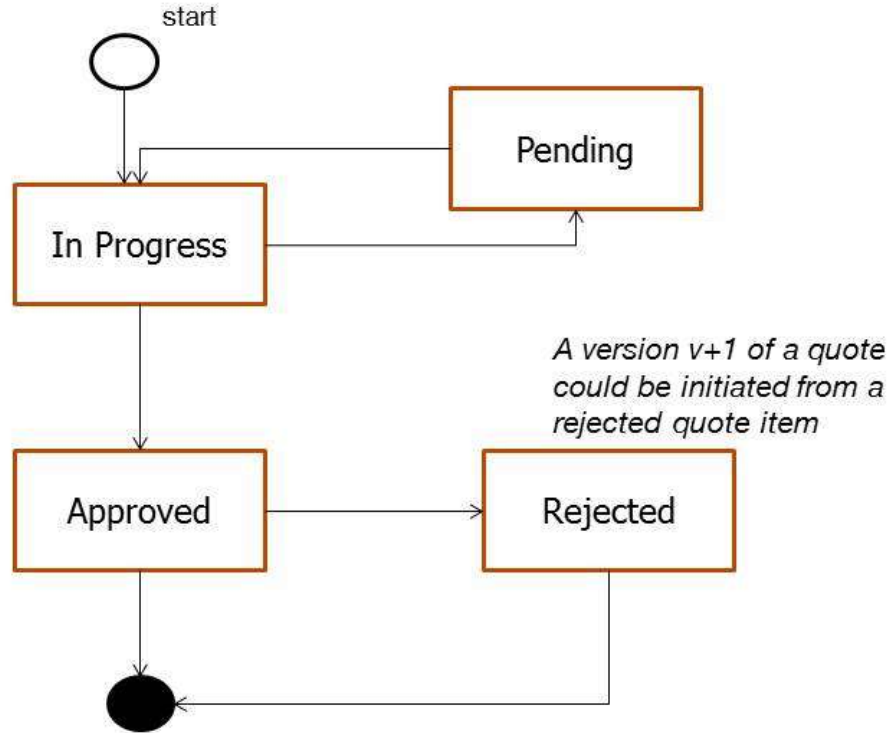 start
Pending
In Progress
A version v+1 of a quote
could be initiated from a
rejected quote item
Approved
Rejected